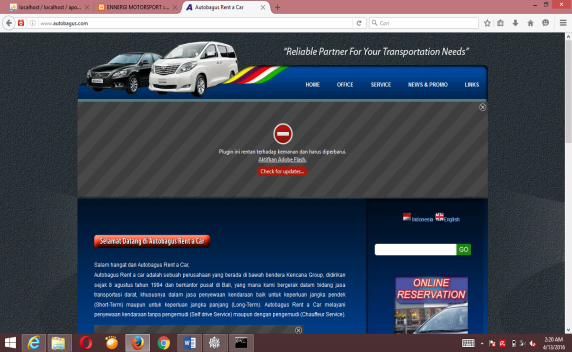 localhost / localhost / apo...
ENNERGI MOTORSPORT s...
Autobagus Rent a Car
www.autobagus.com
Cari
"Reliable Partner For Your Transportation Needs"
HOME OFFICE SERVICE NEWS & PROMO LINKS
Plugin ini rentan terhadap kemanan dan harus diperbarui.
Aktifkan Adobe Flash.
Check for updates...
Indonesia English
Selamat Datang di Autobagus Rent a Car
GO
Salam hangat dari Autobagus Rent a Car,
Autobagus Rent a car adalah sebuah perusahaan yang berada di bawah bendera Kencana Group, didirikan
sejak 8 agustus tahun 1994 dan berkantor pusat di Bali, yang mana kami bergerak dalam bidang jasa
transportasi darat, khususnya dalam jasa penyewaan kendaraan baik untuk keperluan jangka pendek
(Short-Term) maupun untuk keperluan jangka panjang (Long-Term). Autobagus Rent a Car melayani
penyewaan kendaraan tanpa pengemudi (Self drive Service) maupun dengan pengemudi (Chauffeur Service).
ONLINE
RESERVATION
2:20 AM
4/13/2016